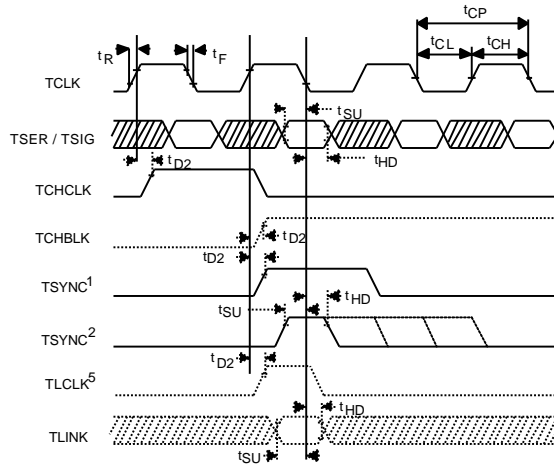 tCP
tR
tF
tCL
tCH
TCLK
tSU
TSER / TSIG
tD2
tHD
TCHCLK
TCHBLK
tD2
tD2
TSYNC1
tSU
tHD
TSYNC2
tD2
TLCLK5
tHD
TLINK
tSU